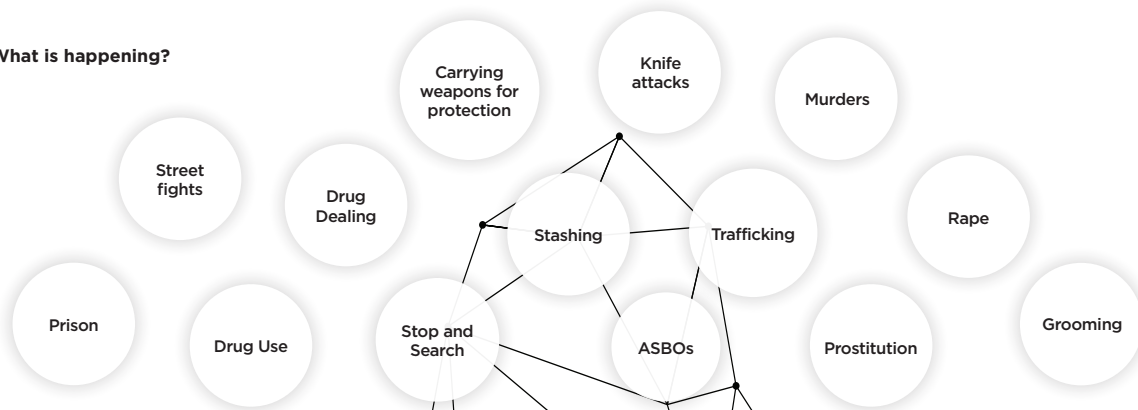 What is happening?
Carrying
weapons for
protection
Knife
attacks
Murders
Street
fights
Drug
Dealing
Stashing
Trafficking
Rape
Prison
Drug Use
Stop and
Search
ASBOs
Prostitution
Grooming